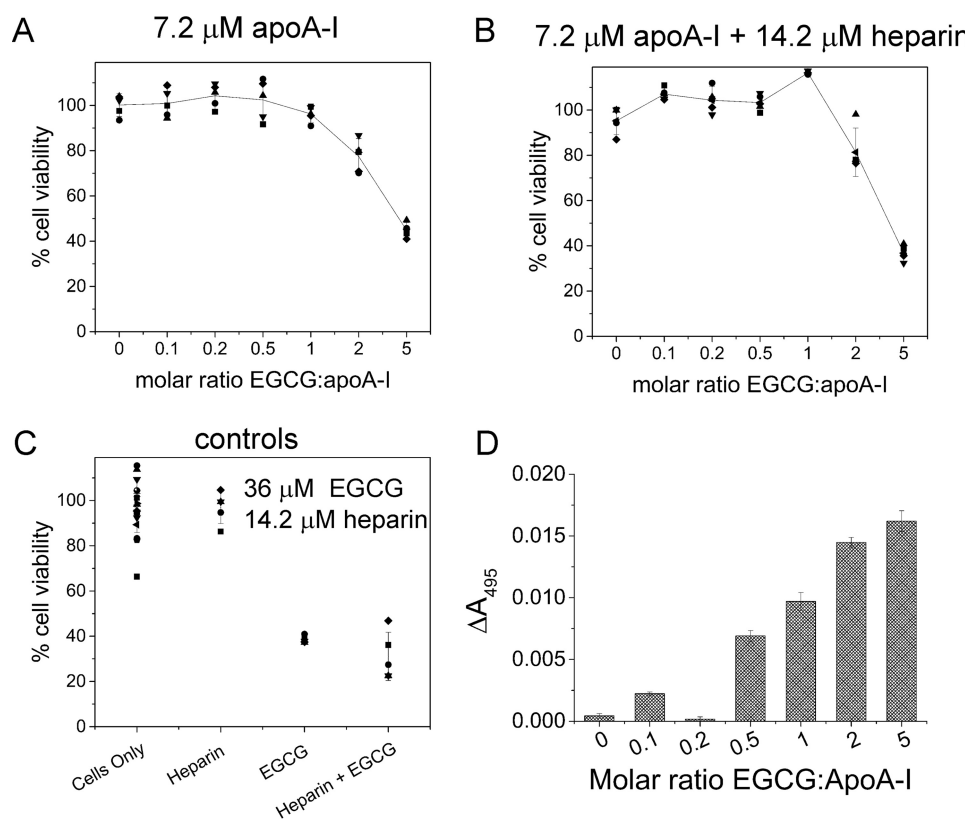 A
7.2 μM apoA-I
% cell viability
100
80
60
40
20
0
0 0.1 0.2 0.5 1 2 5
molar ratio EGCG:apoA-I
B
7.2 μM apoA-I + 14.2 μM heparin
% cell viability
100
80
60
40
20
0
0 0.1 0.2 0.5 1 2 5
molar ratio EGCG:apoA-I
C
controls
% cell viability
100
80
60
40
20
0
36 μM EGCG
14.2 μM heparin
Cells Only
Heparin
EGCG
Heparin + EGCG
D
ΔA495
0.020
0.015
0.010
0.005
0.000
0 0.1 0.2 0.5 1 2 5
Molar ratio EGCG:ApoA-I